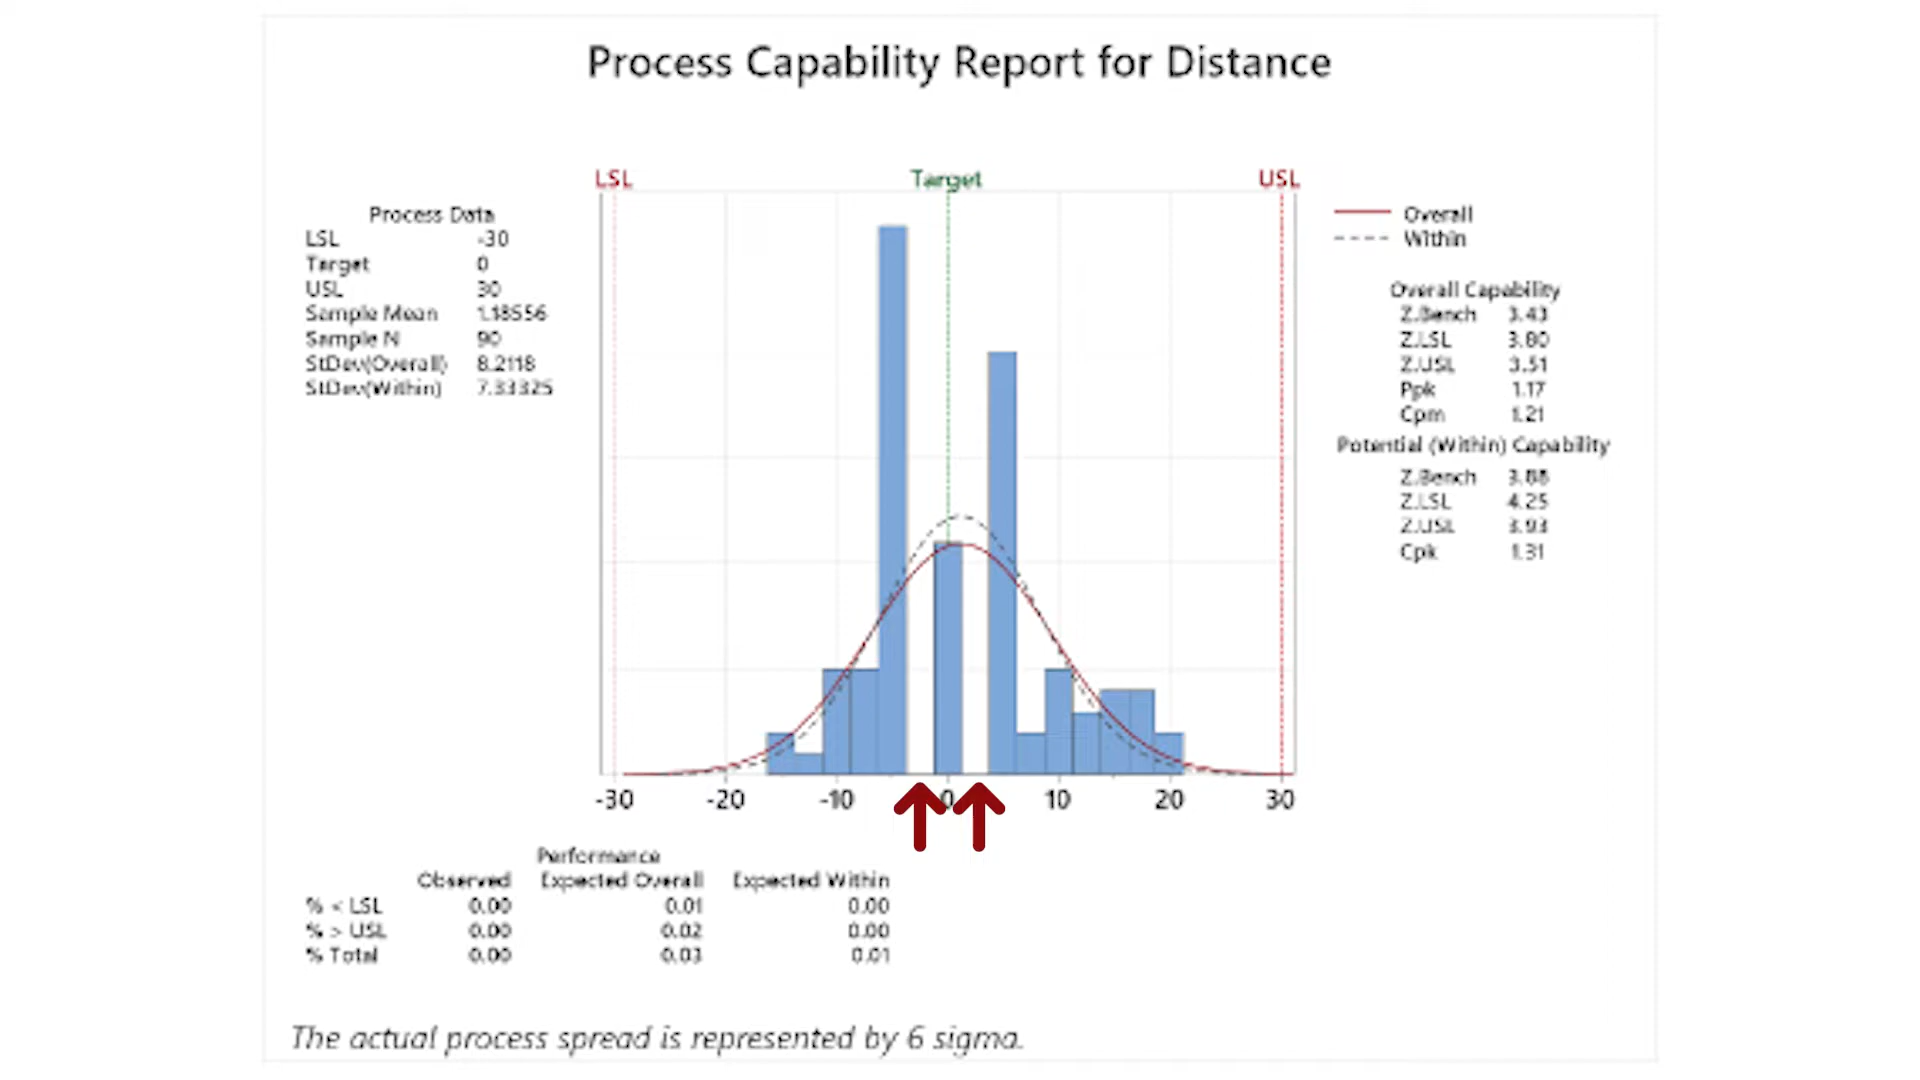 Process Capability Report for Distance
LSL Target USL
Process Data
LSL -30
Target 0
USL 30
Sample Mean 1.18556
Sample N 90
StDev(Overall) 8.2118
StDev(Within) 7.33325
Overall
Within
Overall Capability
Z.Bench 3.43
Z.LSL 3.80
Z.USL 3.51
Ppk 1.17
Cpm 1.21
Potential (Within) Capability
Z.Bench 3.88
Z.LSL 4.25
Z.USL 3.93
Cpk 1.31
-30 -20 -10 0 10 20 30
Performance
Observed Expected Overall Expected Within
% < LSL 0.00 0.01 0.00
% > USL 0.00 0.02 0.00
% Total 0.00 0.03 0.01
The actual process spread is represented by 6 sigma.